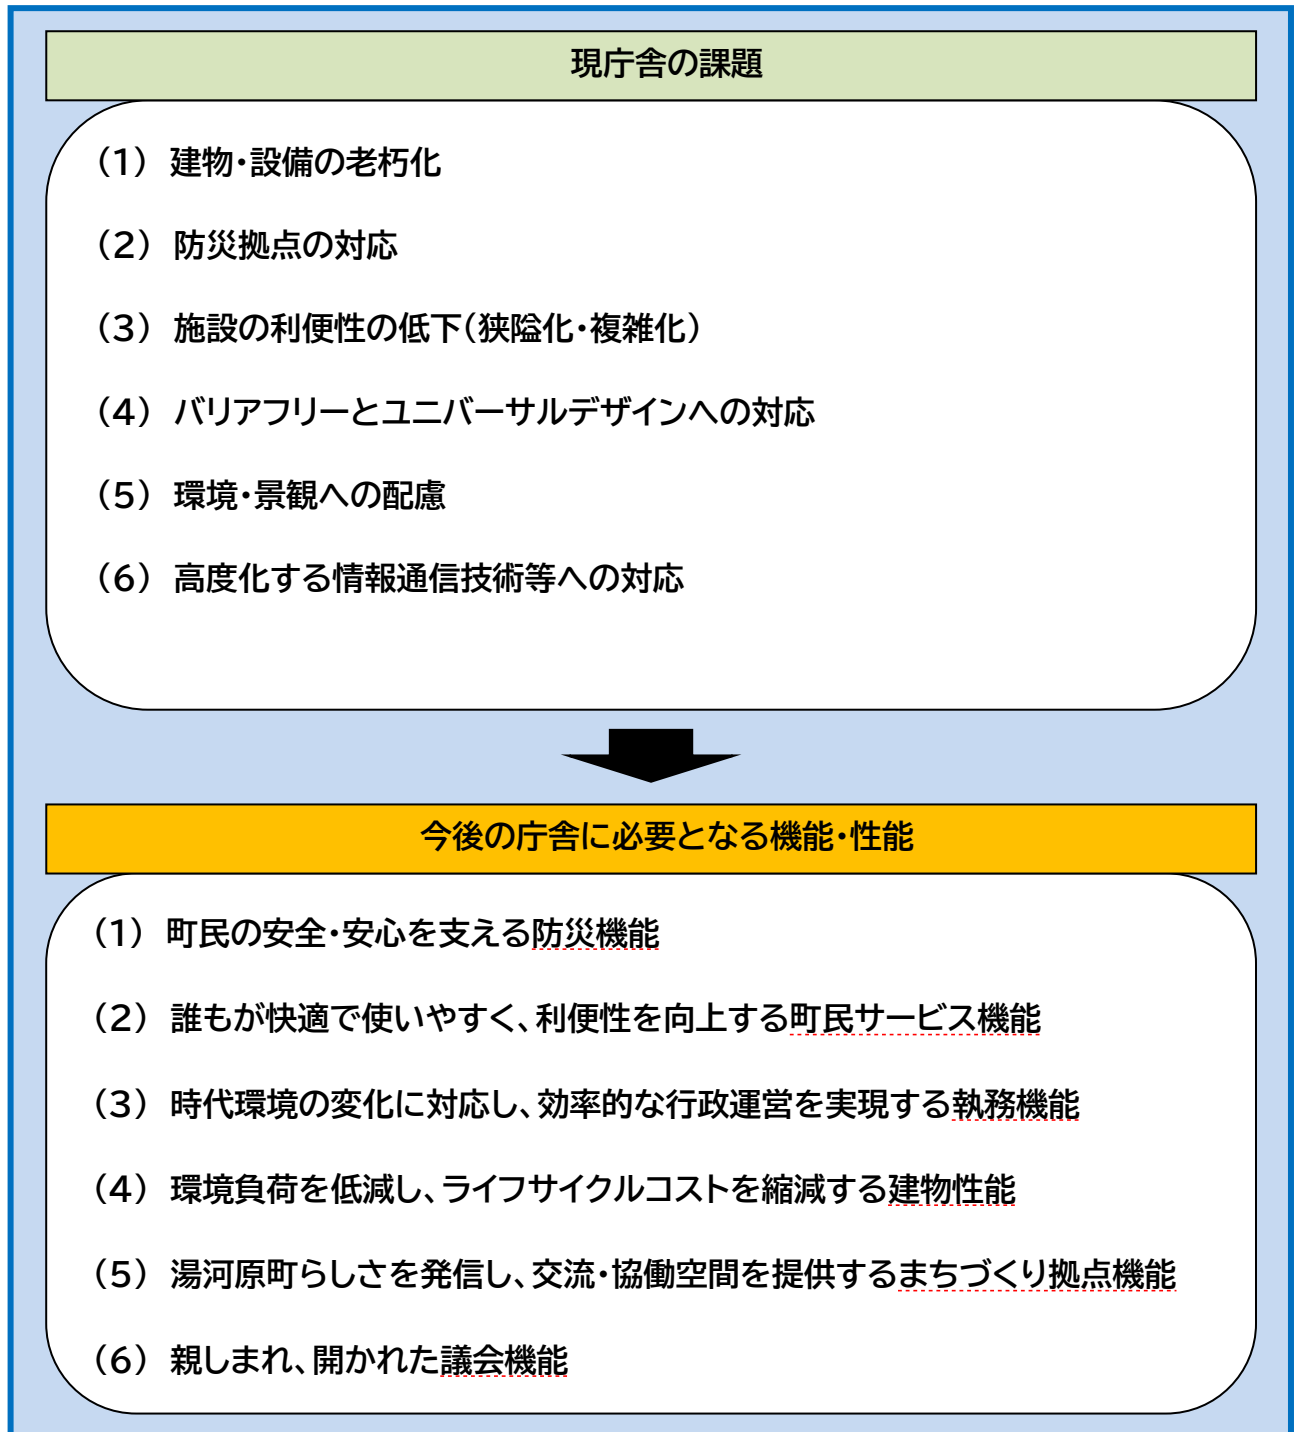 現庁舎の課題
（1） 建物・設備の老朽化
（2） 防災拠点の対応
（3） 施設の利便性の低下（狭隘化・複雑化）
（4） バリアフリーとユニバーサルデザインへの対応
（5） 環境・景観への配慮
（6） 高度化する情報通信技術等への対応
今後の庁舎に必要となる機能・性能
（1） 町民の安全・安心を支える防災機能
（2） 誰もが快適で使いやすく、利便性を向上する町民サービス機能
（3） 時代環境の変化に対応し、効率的な行政運営を実現する執務機能
（4） 環境負荷を低減し、ライフサイクルコストを縮減する建物性能
（5） 湯河原町らしさを発信し、交流・協働空間を提供するまちづくり拠点機能
（6） 親しまれ、開かれた議会機能